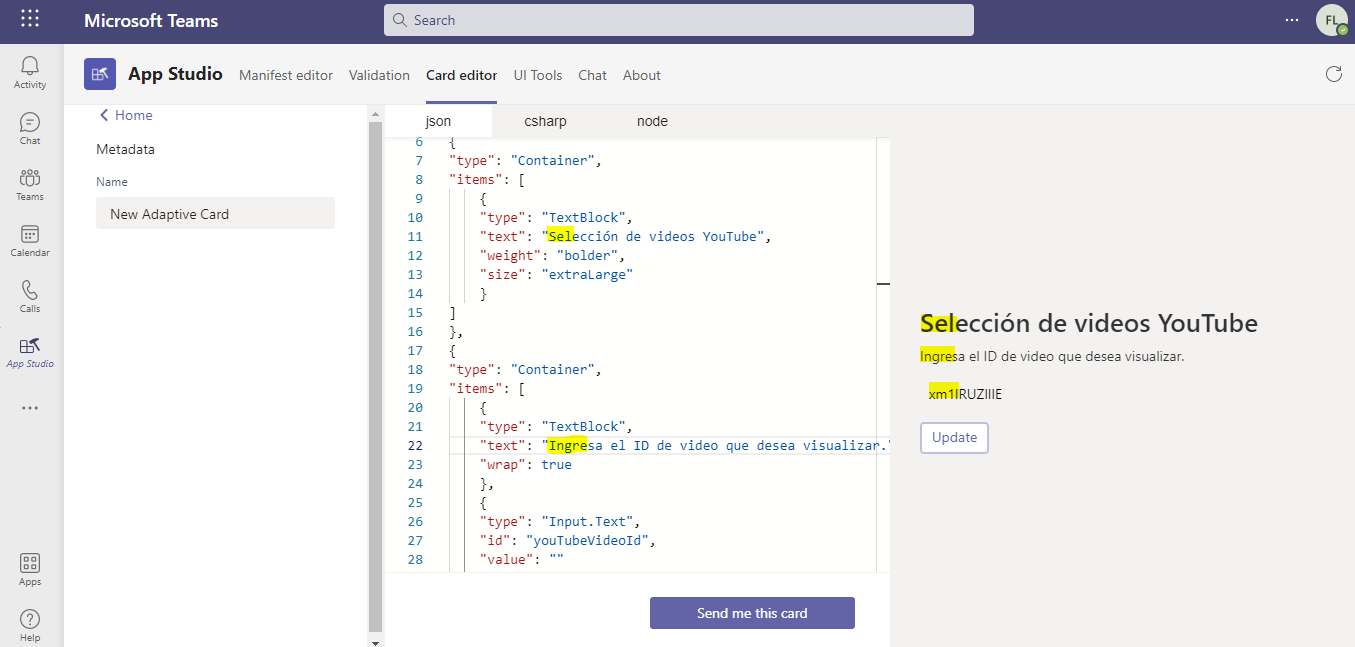 Microsoft Teams
Search
FL
Activity
Chat
Teams
Calendar
Calls
App Studio
Apps
Help
App Studio
Manifest editor
Validation
Card editor
UI Tools
Chat
About
Home
Metadata
Name
New Adaptive Card
json
csharp
node
6 {
7 "type": "Container",
8 "items": [
9 {
10 "type": "TextBlock",
11 "text": "Selección de videos YouTube",
12 "weight": "bolder",
13 "size": "extraLarge"
14 }
15 ]
16 },
17 {
18 "type": "Container",
19 "items": [
20 {
21 "type": "TextBlock",
22 "text": "Ingresa el ID de video que desea visualizar."
23 "wrap": true
24 },
25 {
26 "type": "Input.Text",
27 "id": "youTubeVideoId",
28 "value": ""
Send me this card
Selección de videos YouTube
Ingresa el ID de video que desea visualizar.
Update